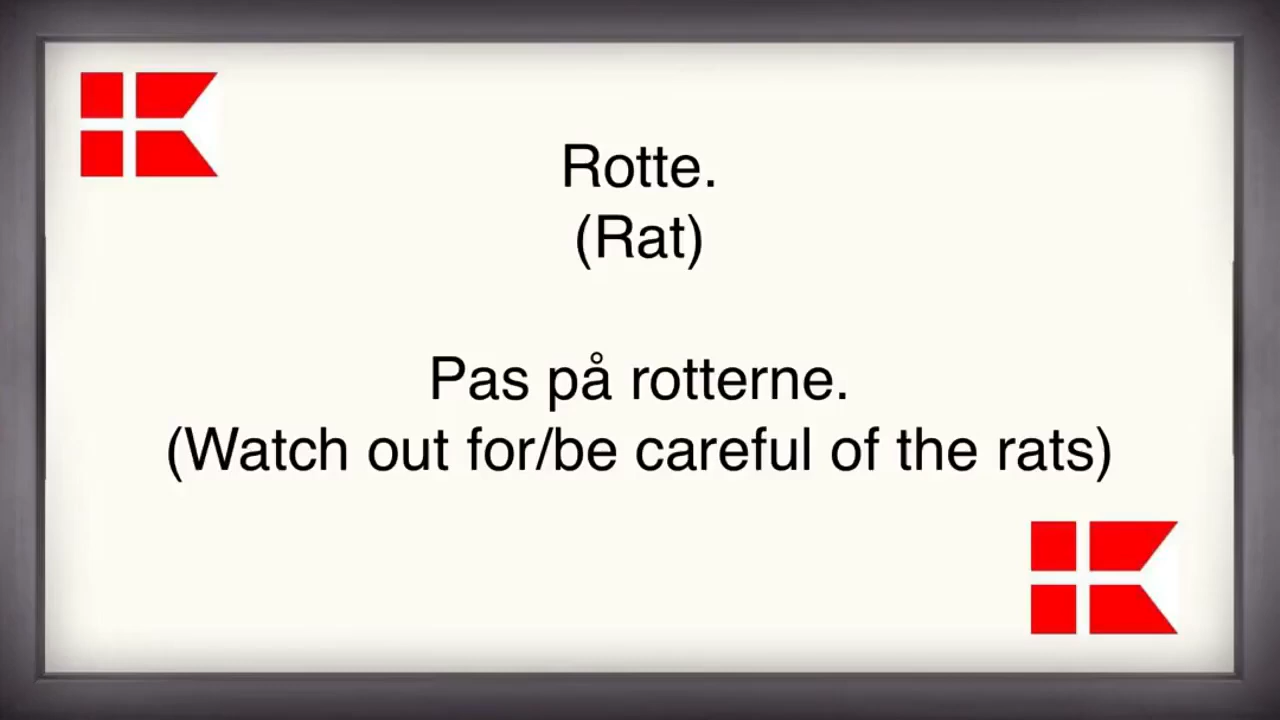 Rotte.
(Rat)
Pas på rotterne.
(Watch out for/be careful of the rats)